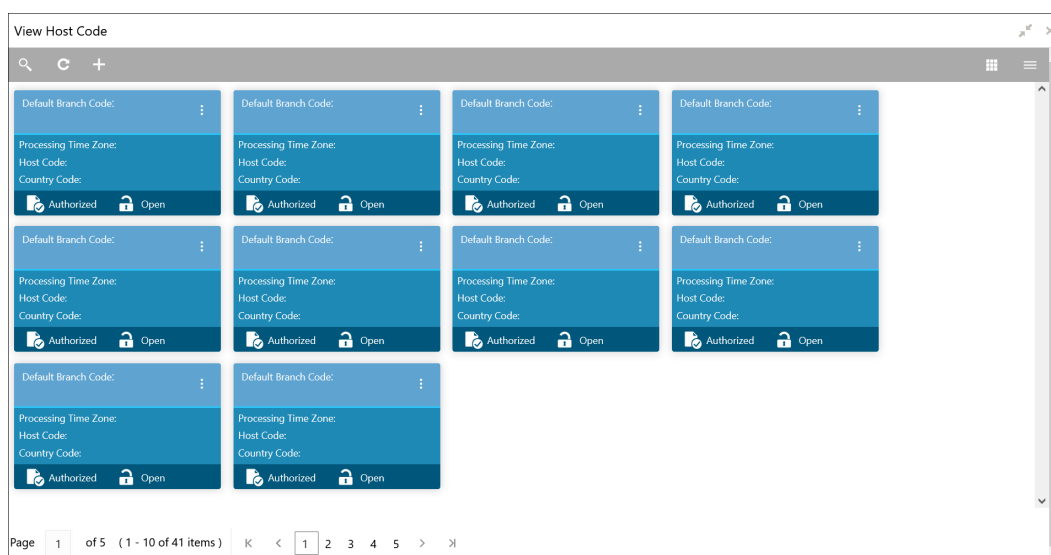 View Host Code
Default Branch Code: Default Branch Code: Default Branch Code: Default Branch Code:
Processing Time Zone: Processing Time Zone: Processing Time Zone: Processing Time Zone:
Host Code: Host Code: Host Code: Host Code:
Country Code: Country Code: Country Code: Country Code:
Authorized Open Authorized Open Authorized Open Authorized Open
Default Branch Code: Default Branch Code: Default Branch Code: Default Branch Code:
Processing Time Zone: Processing Time Zone: Processing Time Zone: Processing Time Zone:
Host Code: Host Code: Host Code: Host Code:
Country Code: Country Code: Country Code: Country Code:
Authorized Open Authorized Open Authorized Open Authorized Open
Default Branch Code: Default Branch Code:
Processing Time Zone: Processing Time Zone:
Host Code: Host Code:
Country Code: Country Code:
Authorized Open Authorized Open
Page 1 of 5 ( 1 - 10 of 41 items ) 1 2 3 4 5